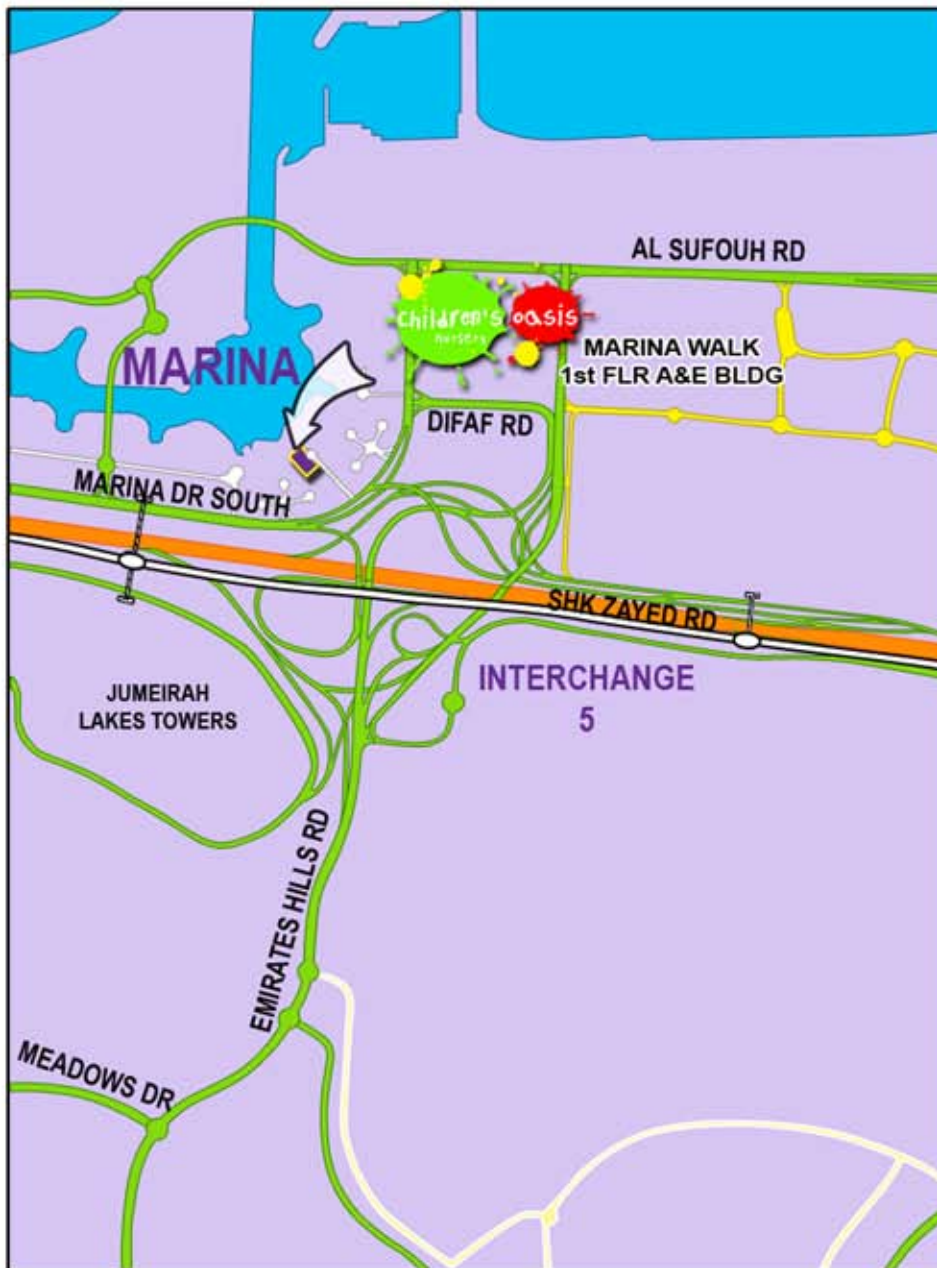 AL SUFOUH RD
children's
nursery
oasis
MARINA WALK
1st FLR A&E BLDG
MARINA
DIFAF RD
MARINA DR SOUTH
SHK ZAYED RD
INTERCHANGE
5
JUMEIRAH
LAKES TOWERS
EMIRATES HILLS RD
MEADOWS DR